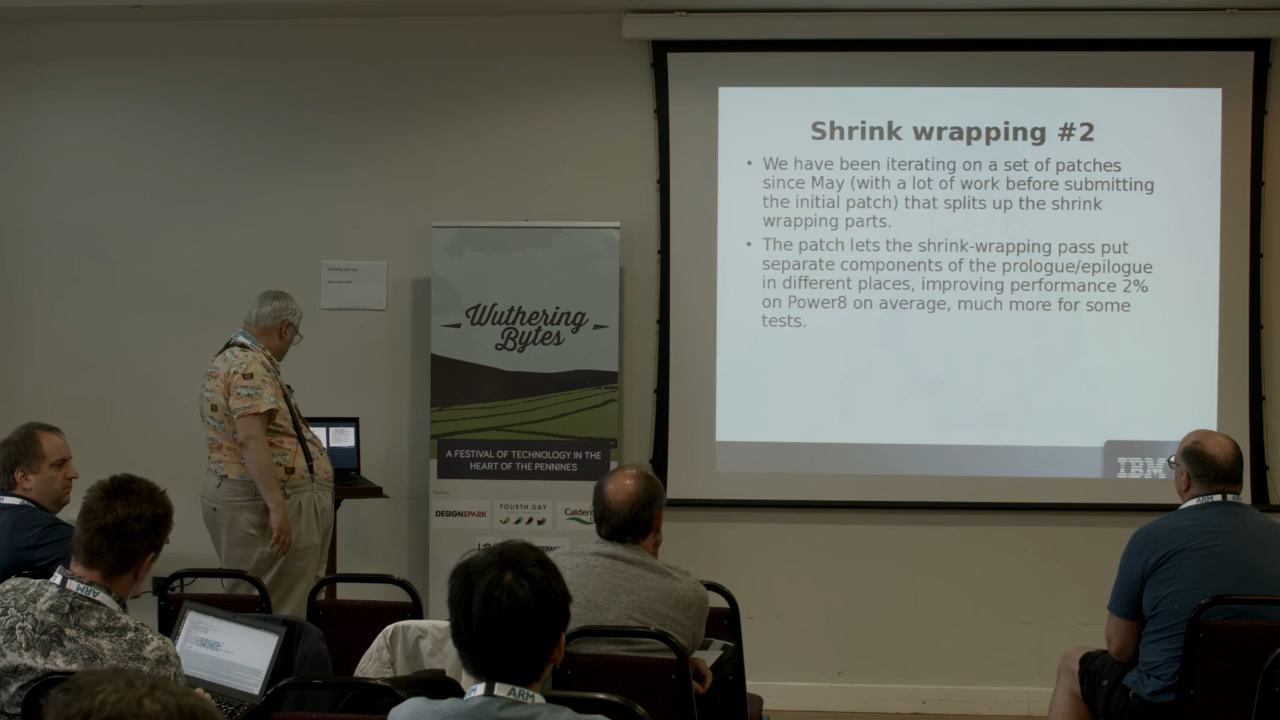 Shrink wrapping #2
• We have been iterating on a set of patches
since May (with a lot of work before submitting
the initial patch) that splits up the shrink
wrapping parts.
• The patch lets the shrink-wrapping pass put
separate components of the prologue/epilogue
in different places, improving performance 2%
on Power8 on average, much more for some
tests.
IBM
Wuthering
Bytes
A FESTIVAL OF TECHNOLOGY IN THE
HEART OF THE PENNINES
DESIGNSPARK
FOURTH DAY
Calder
ARM
ARM
ARM